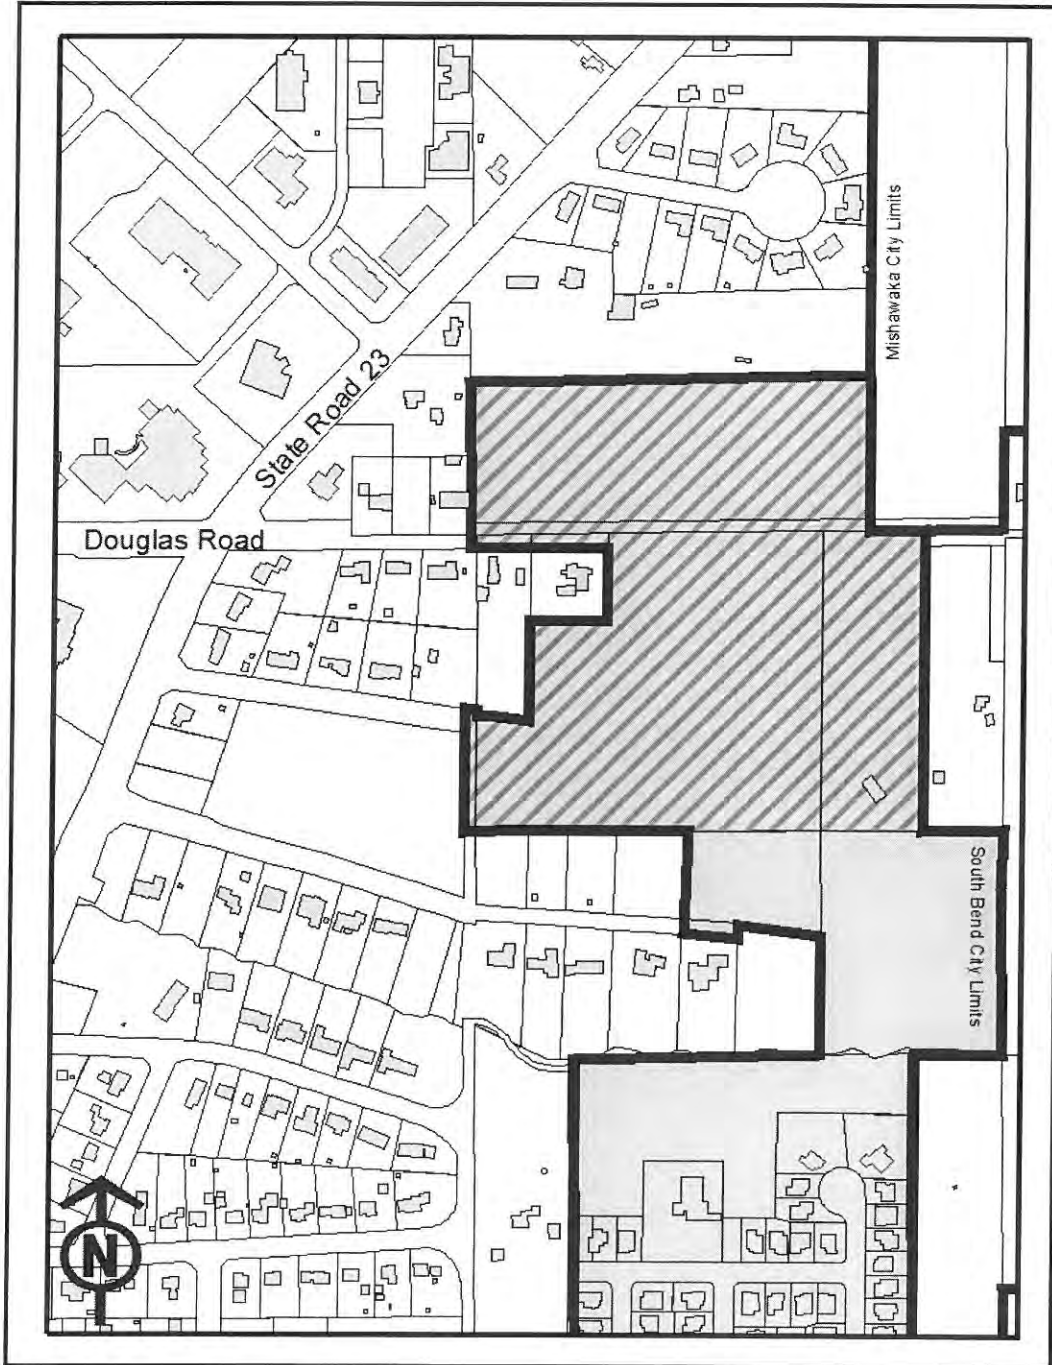 Mishawaka City Limits
State Road 23
Douglas Road
South Bend City Limits
N